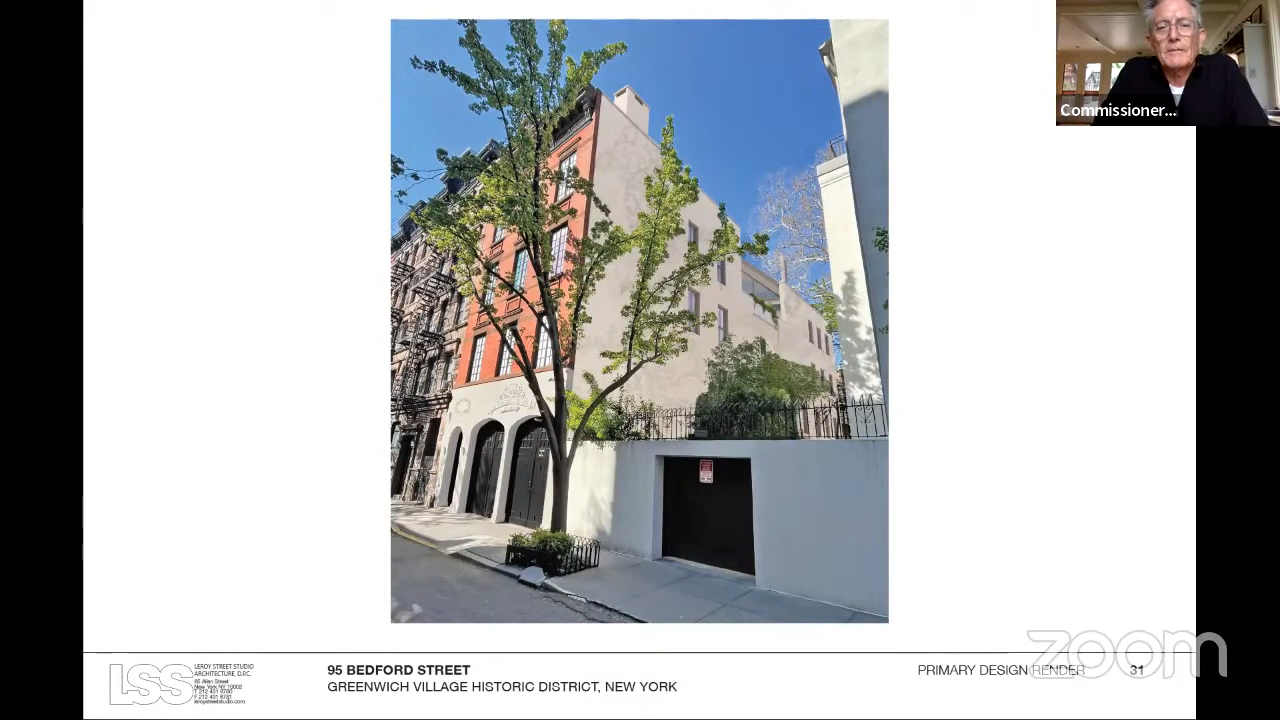 Commissioner...
LSS
LEROY STREET STUDIO
ARCHITECTURE, D.P.C.
95 BEDFORD STREET
GREENWICH VILLAGE HISTORIC DISTRICT, NEW YORK
PRIMARY DESIGN RENDER
31
zoom